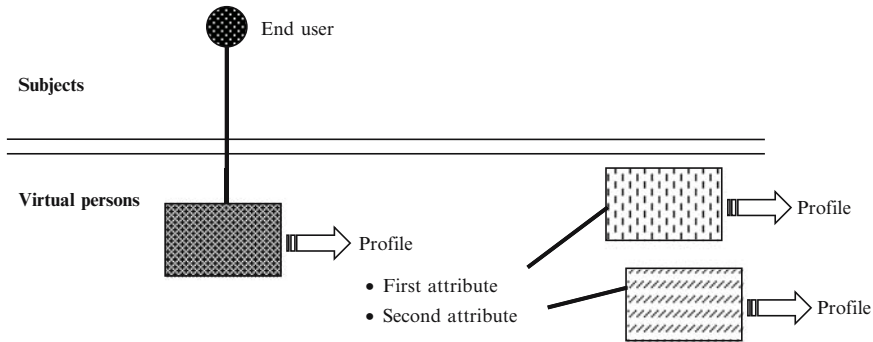 End user
Subjects
Virtual persons
Profile
Profile
• First attribute
• Second attribute
Profile